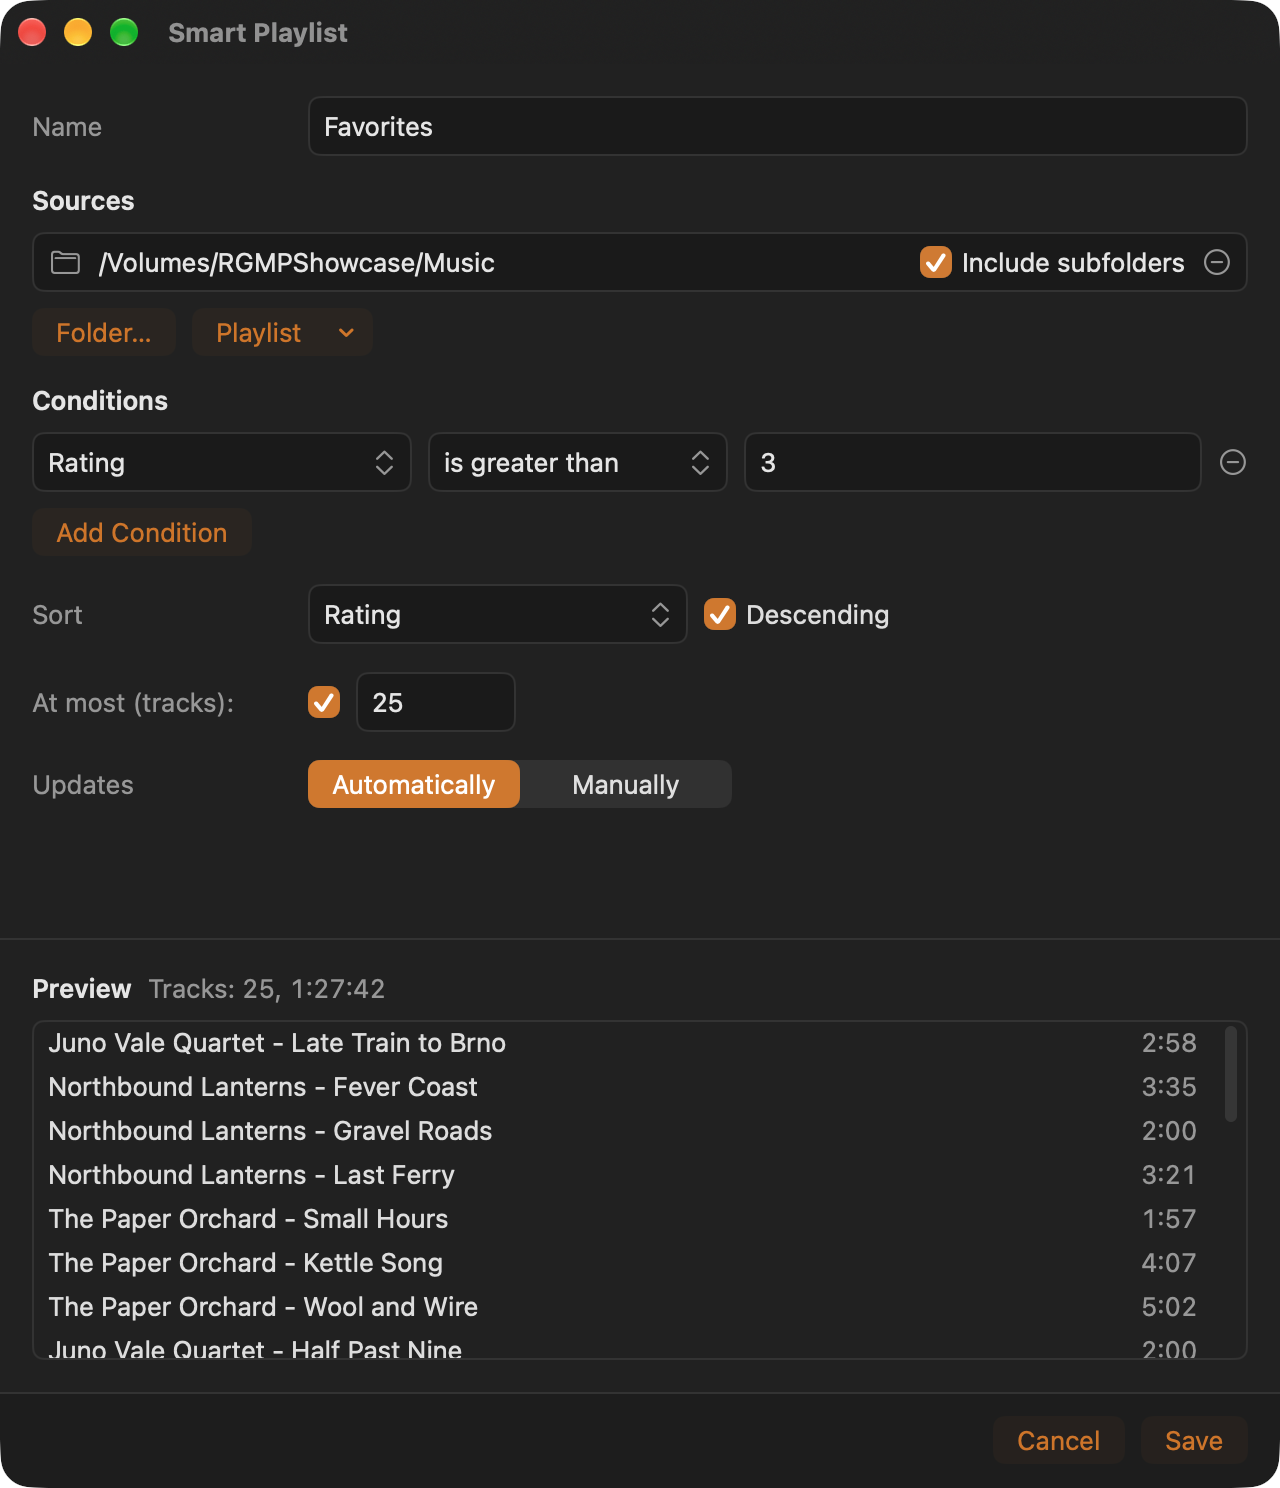 Smart Playlist
Name Favorites
Sources
/Volumes/RGMPShowcase/Music Include subfolders
Folder... Playlist
Conditions
Rating is greater than 3
Add Condition
Sort Rating Descending
At most (tracks): 25
Updates Automatically Manually
Preview Tracks: 25, 1:27:42
Juno Vale Quartet - Late Train to Brno 2:58
Northbound Lanterns - Fever Coast 3:35
Northbound Lanterns - Gravel Roads 2:00
Northbound Lanterns - Last Ferry 3:21
The Paper Orchard - Small Hours 1:57
The Paper Orchard - Kettle Song 4:07
The Paper Orchard - Wool and Wire 5:02
Juno Vale Quartet - Half Past Nine 2:00
Cancel Save